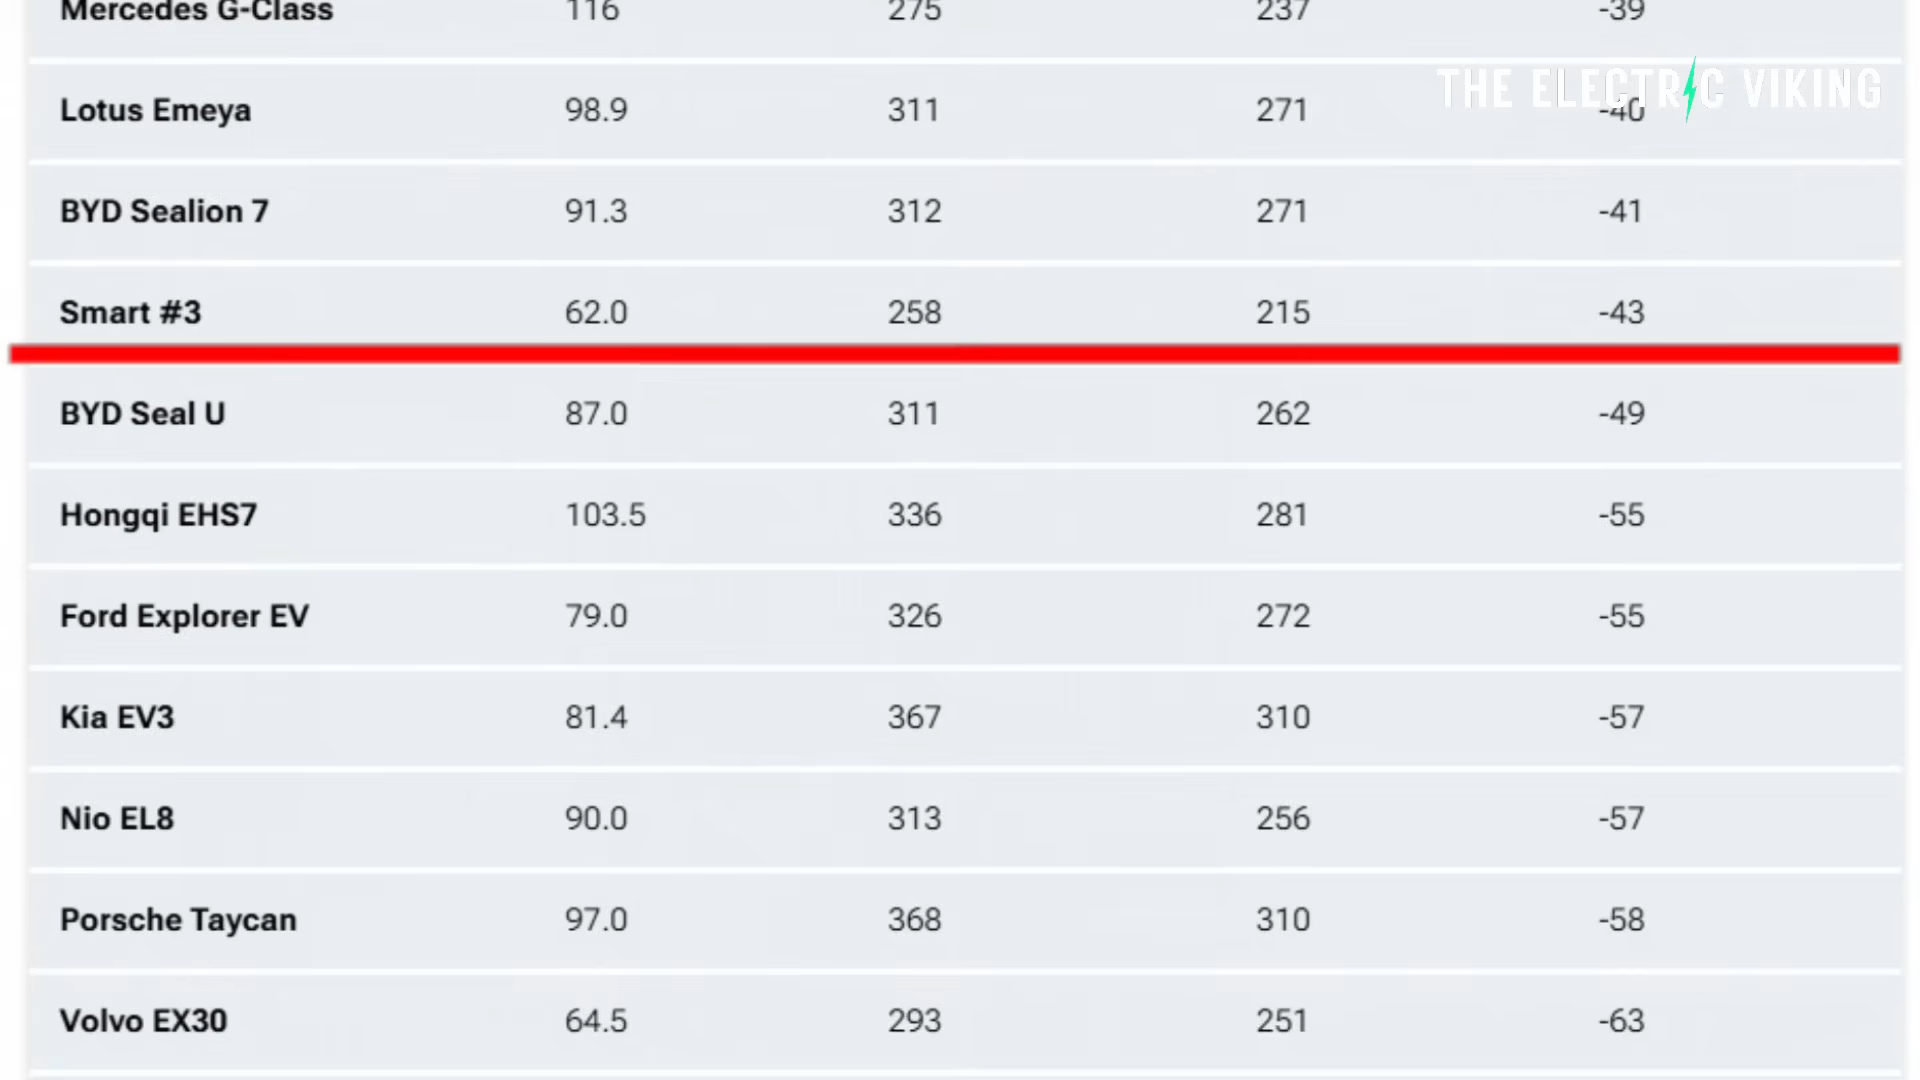 Mercedes G-Class 116 275 237 -39
THE ELECTRIC VIKING
Lotus Emeya 98.9 311 271 -40
BYD Sealion 7 91.3 312 271 -41
Smart #3 62.0 258 215 -43
BYD Seal U 87.0 311 262 -49
Hongqi EHS7 103.5 336 281 -55
Ford Explorer EV 79.0 326 272 -55
Kia EV3 81.4 367 310 -57
Nio EL8 90.0 313 256 -57
Porsche Taycan 97.0 368 310 -58
Volvo EX30 64.5 293 251 -63